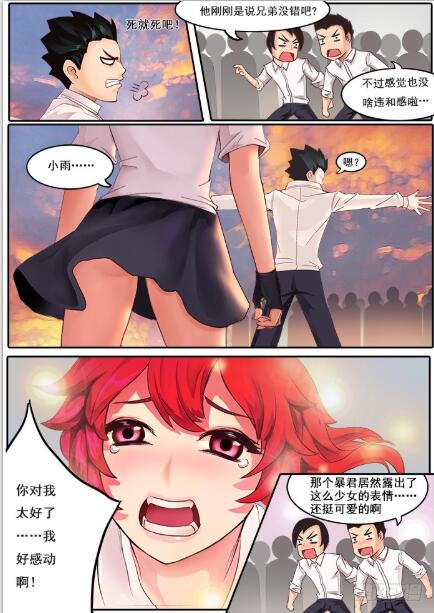 死就死吧！
他刚刚是说兄弟没错吧？
不过感觉也没
啥违和感啦…
小雨……
嗯？
你对我
太好了
……我
好感动
啊！
那个暴君居然露出了
这么少女的表情……
还挺可爱的啊